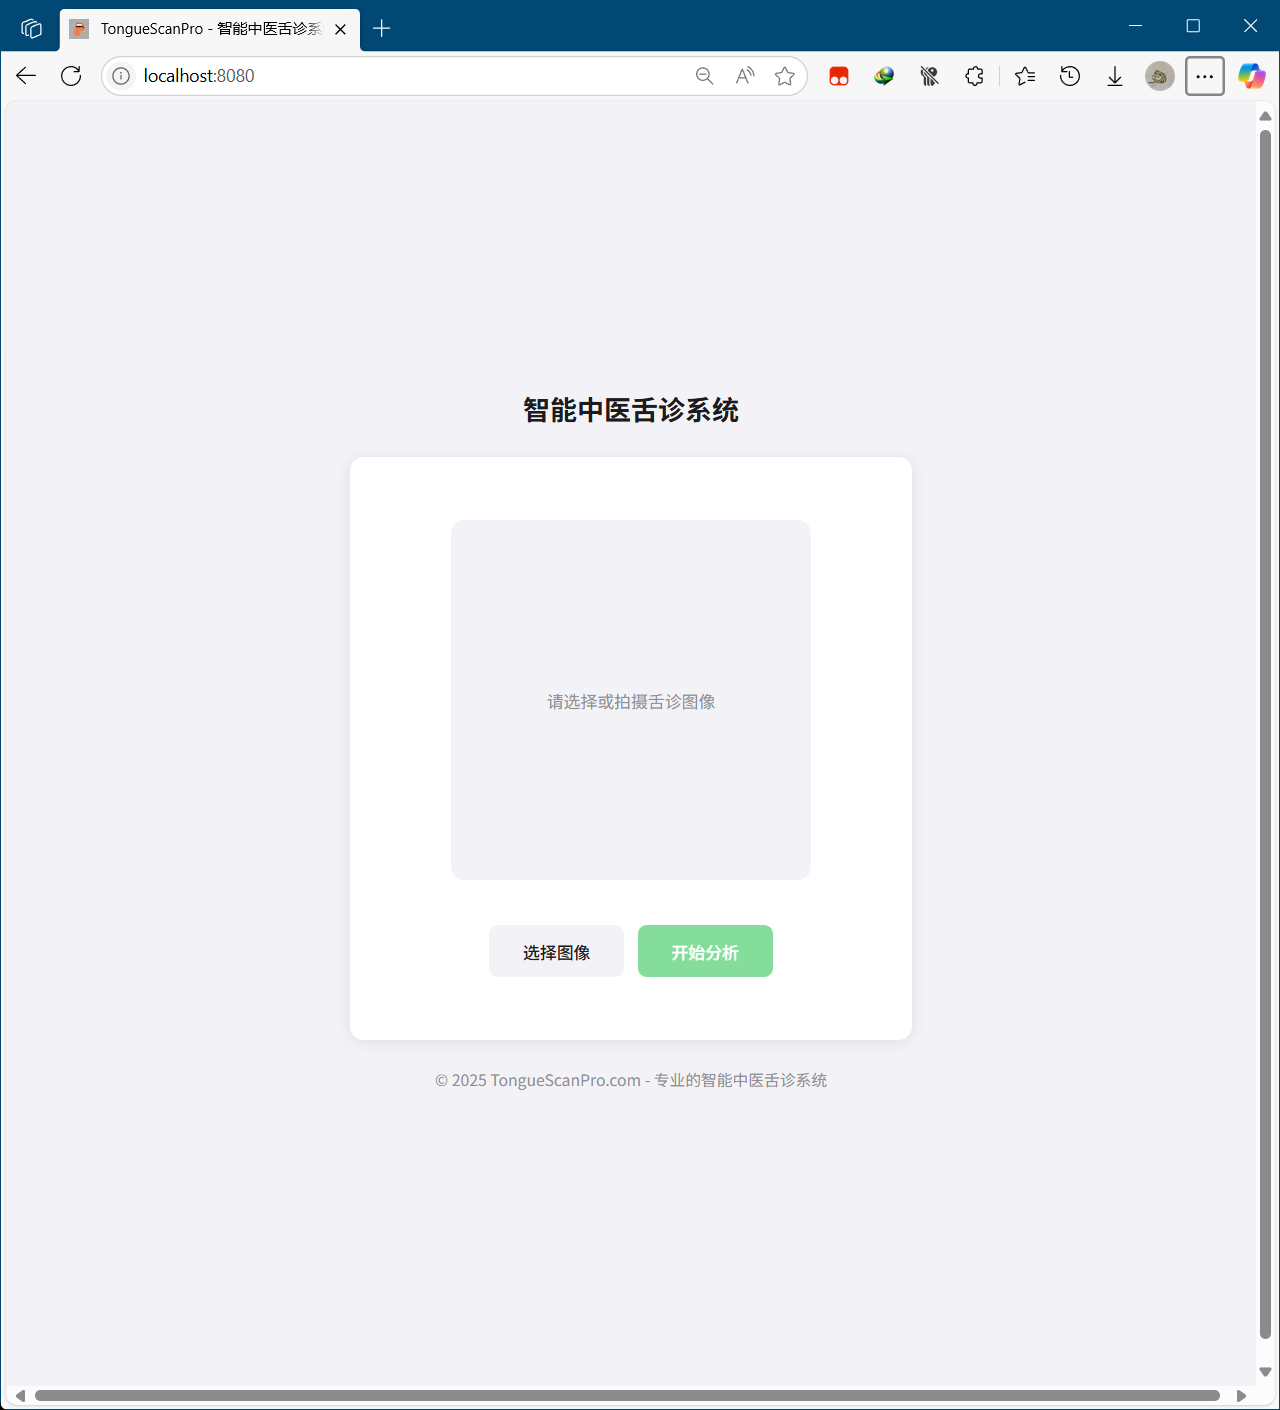 TongueScanPro - 智能中医舌诊系
localhost:8080
智能中医舌诊系统
请选择或拍摄舌诊图像
选择图像
开始分析
© 2025 TongueScanPro.com - 专业的智能中医舌诊系统